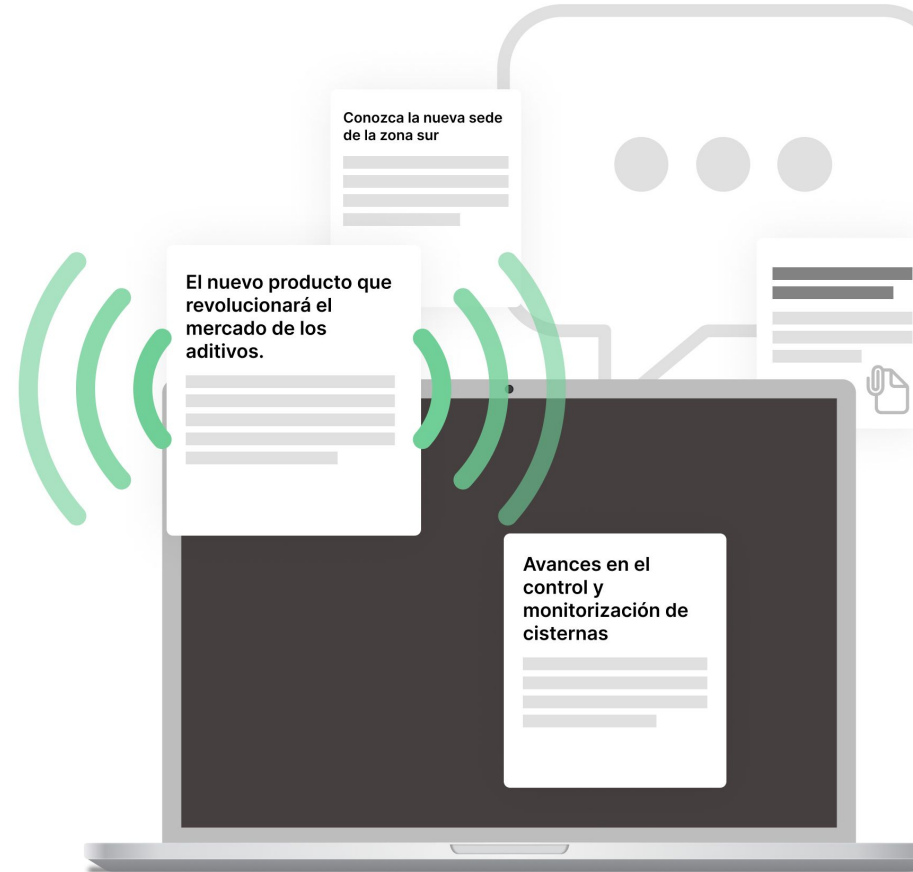 Conozca la nueva sede
de la zona sur
El nuevo producto que
revolucionará el
mercado de los
aditivos.
Avances en el
control y
monitorización de
cisternas